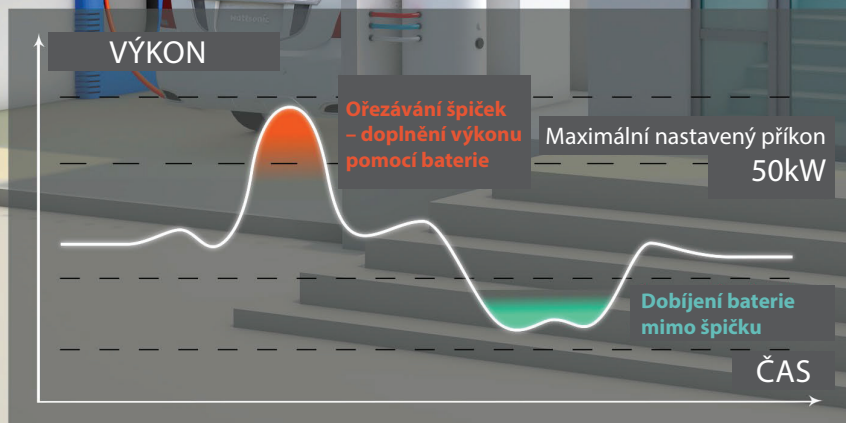 VÝKON
Ořezávání špiček
– doplnění výkonu
pomocí baterie
Maximální nastavený příkon
50kW
Dobíjení baterie
mimo špičku
ČAS